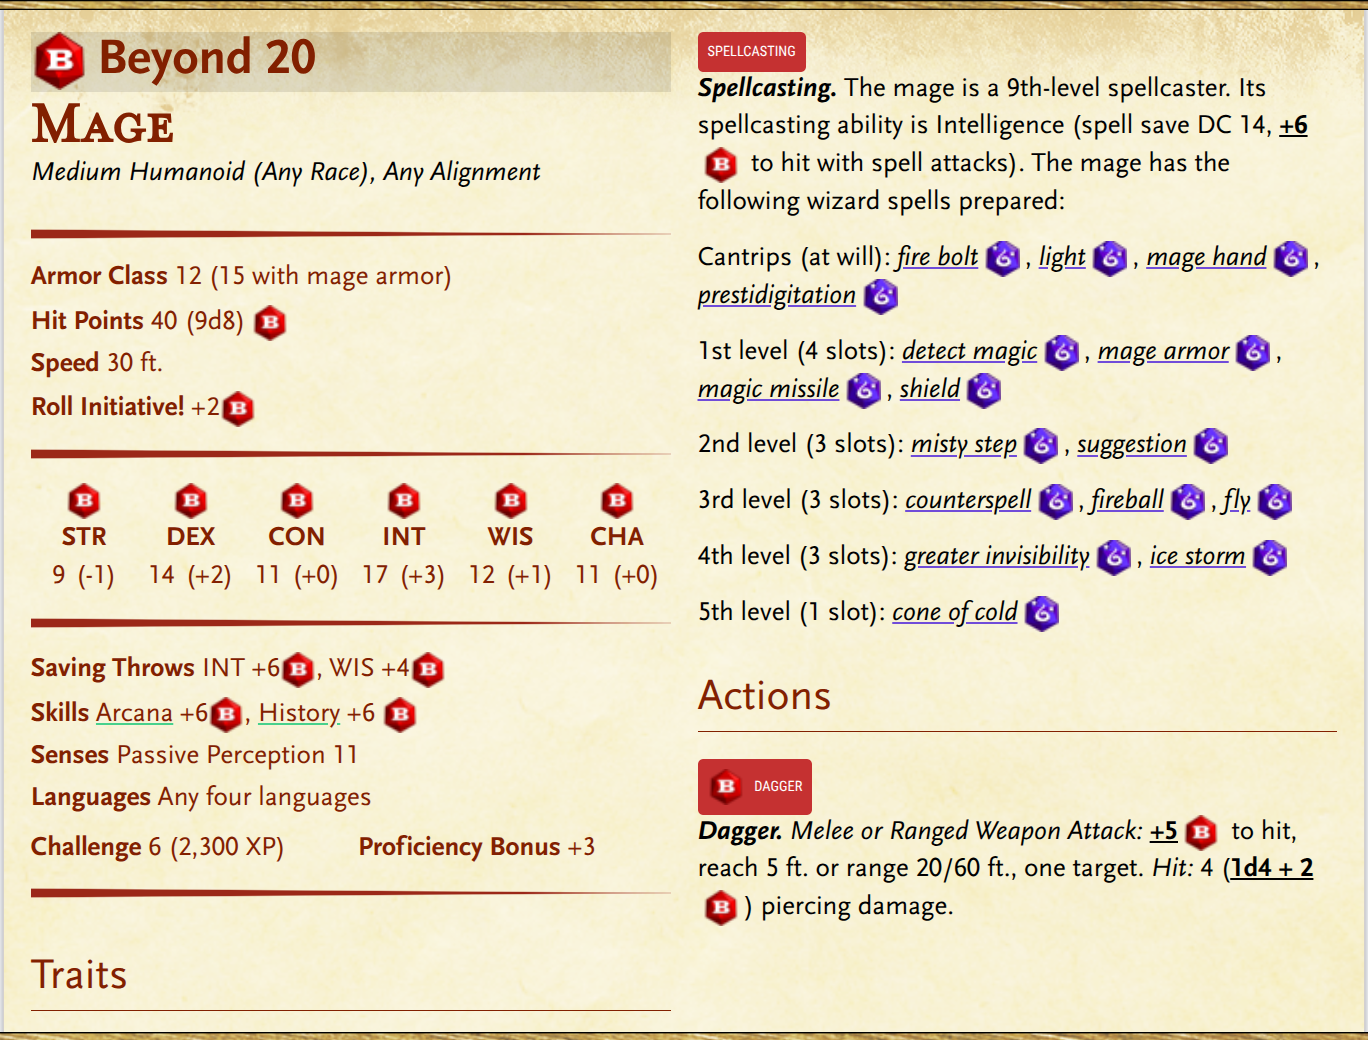 Beyond 20
MAGE
Medium Humanoid (Any Race), Any Alignment
Armor Class 12 (15 with mage armor)
Hit Points 40 (9d8) B
Speed 30 ft.
Roll Initiative! +2 B
B B B B B B
STR DEX CON INT WIS CHA
9 (-1) 14 (+2) 11 (+0) 17 (+3) 12 (+1) 11 (+0)
Saving Throws INT +6 B, WIS +4 B
Skills Arcana +6 B, History +6 B
Senses Passive Perception 11
Languages Any four languages
Challenge 6 (2,300 XP) Proficiency Bonus +3
Traits
SPELLCASTING
Spellcasting. The mage is a 9th-level spellcaster. Its
spellcasting ability is Intelligence (spell save DC 14, +6
B to hit with spell attacks). The mage has the
following wizard spells prepared:
Cantrips (at will): fire bolt, light, mage hand,
prestidigitation
1st level (4 slots): detect magic, mage armor,
magic missile, shield
2nd level (3 slots): misty step, suggestion
3rd level (3 slots): counterspell, fireball, fly
4th level (3 slots): greater invisibility, ice storm
5th level (1 slot): cone of cold
Actions
B DAGGER
Dagger. Melee or Ranged Weapon Attack: +5 B to hit,
reach 5 ft. or range 20/60 ft., one target. Hit: 4 (1d4 + 2
B ) piercing damage.